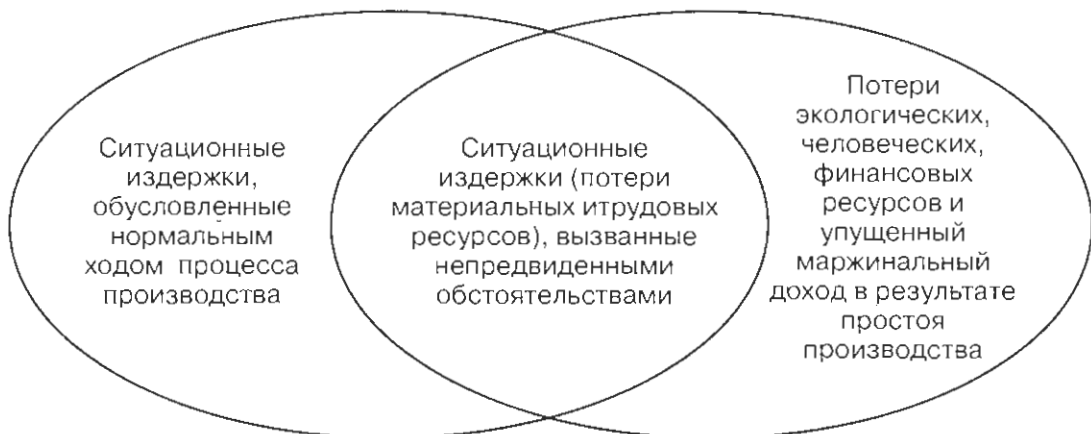 Ситуационные
издержки,
обусловленные
нормальным
ходом процесса
производства
Ситуационные
издержки (потери
материальных итрудовых
ресурсов), вызванные
непредвиденными
обстоятельствами
Потери
экологических,
человеческих,
финансовых
ресурсов и
упущенный
маржинальный
доход в результате
простоя
производства